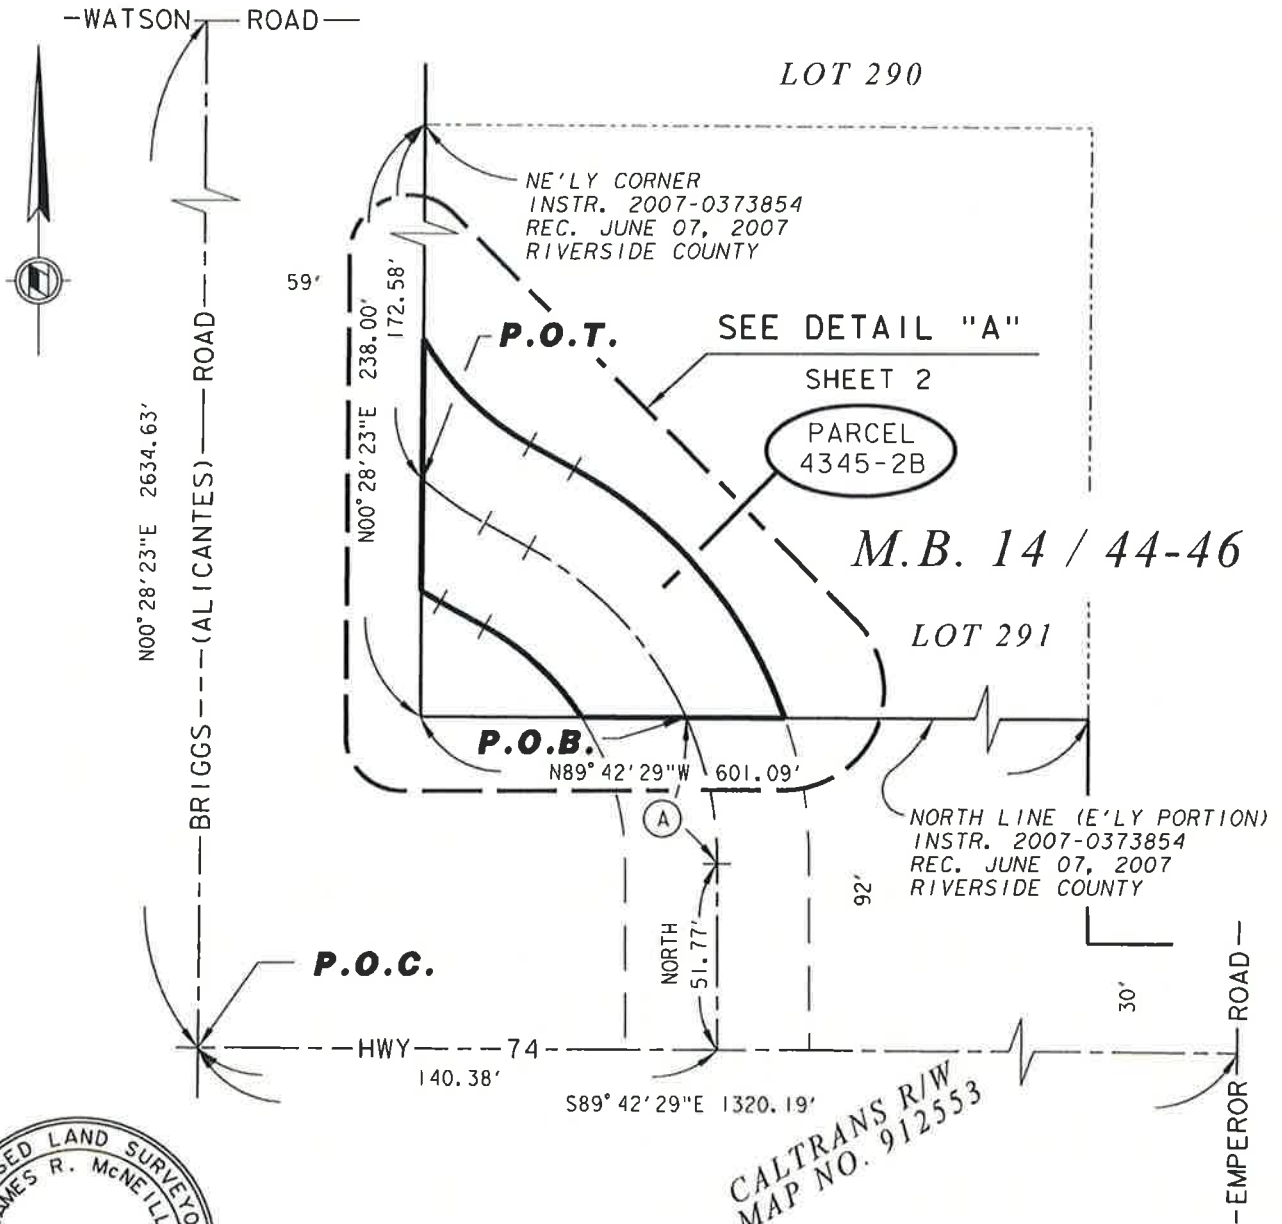 -WATSON — ROAD—
LOT 290
NE'LY CORNER
INSTR. 2007-0373854
REC. JUNE 07, 2007
RIVERSIDE COUNTY
59'
N00°28'23"E 238.00'
172.58'
P.O.T.
SEE DETAIL "A"
SHEET 2
PARCEL
4345-2B
N00°28'23"E 2634.63'
BRIGGS---(ALICANTES)---ROAD-
M.B. 14 / 44-46
LOT 291
P.O.B.
N89°42'29"W 601.09'
A
NORTH LINE (E'LY PORTION)
INSTR. 2007-0373854
REC. JUNE 07, 2007
RIVERSIDE COUNTY
92'
NORTH
51.77'
P.O.C.
30'
HWY 74
140.38'
S89°42'29"E 1320.19'
-EMPEROR-ROAD-
CALTRANS R/W
MAP NO. 912553
SED LAND SURVEYO
AMES R. McNEILL